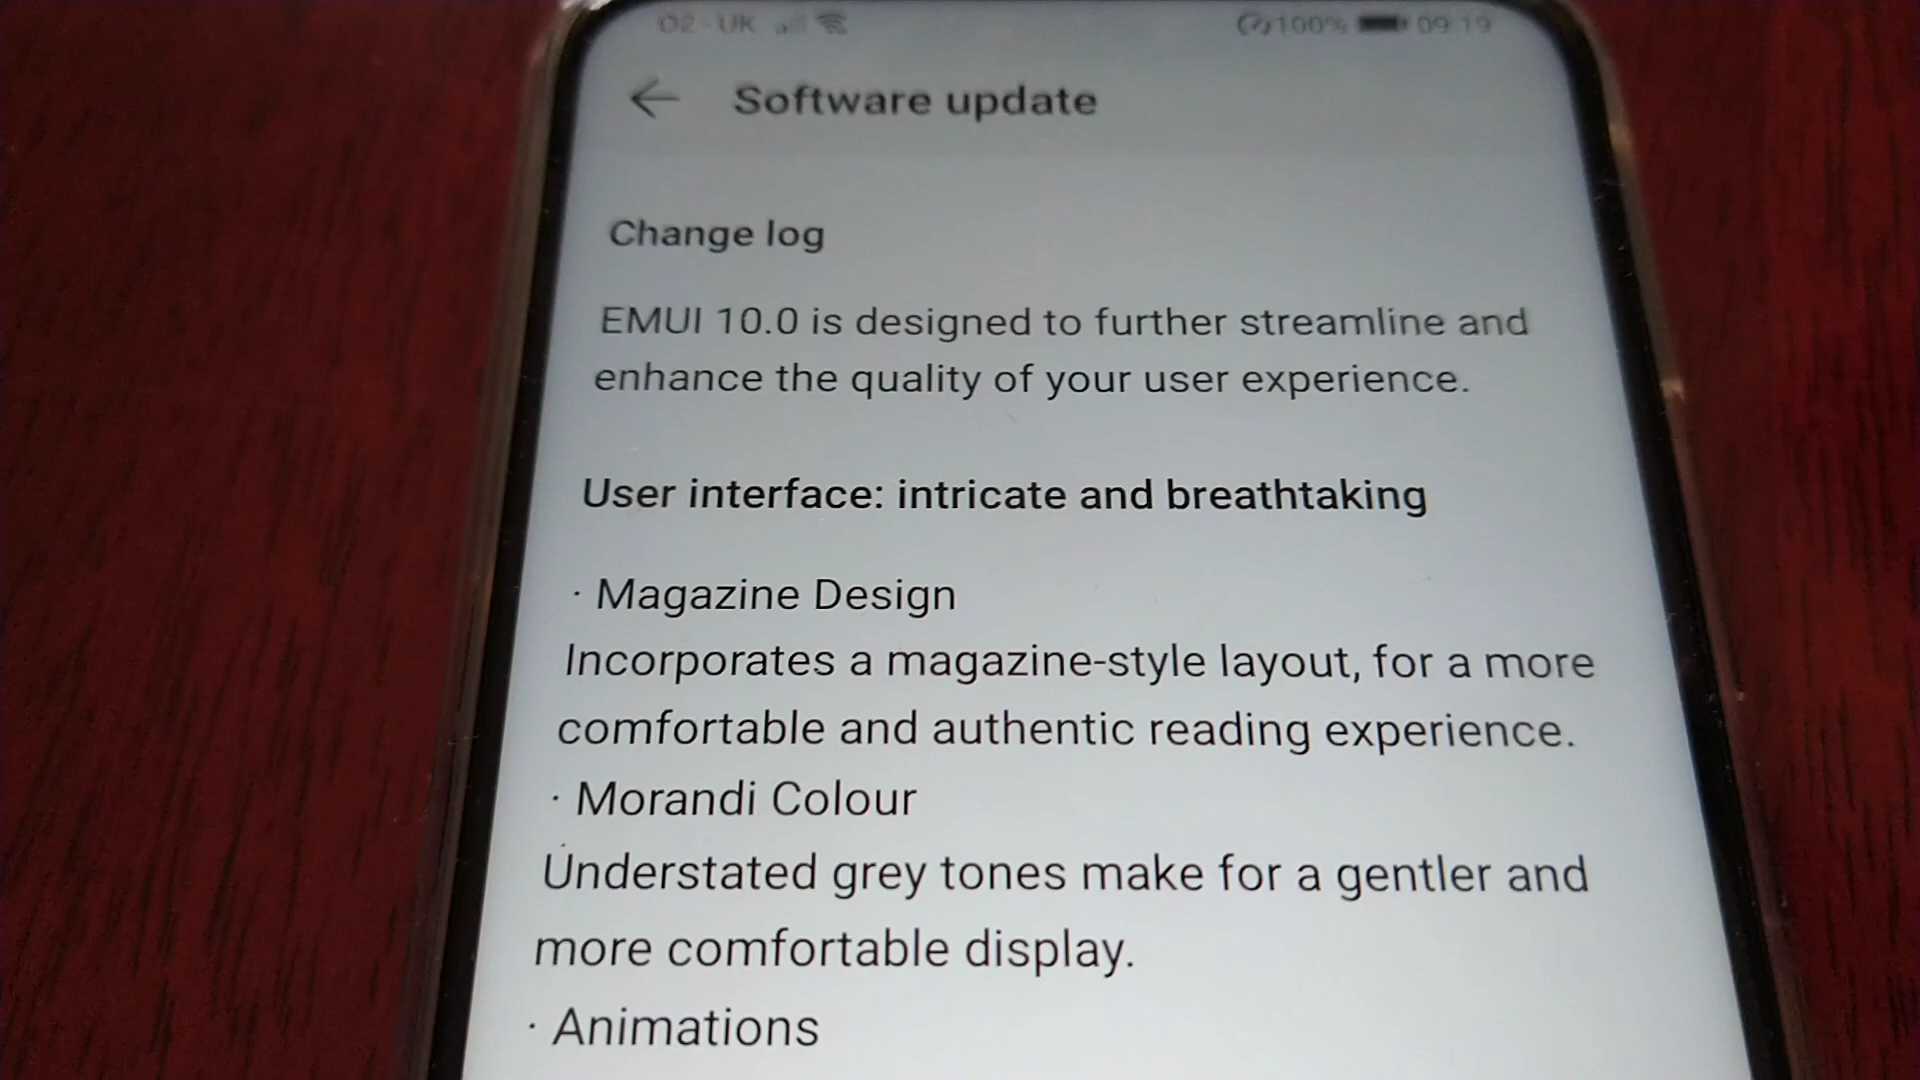 O2-UK 100% 09:19
Software update
Change log
EMUI 10.0 is designed to further streamline and
enhance the quality of your user experience.
User interface: intricate and breathtaking
· Magazine Design
Incorporates a magazine-style layout, for a more
comfortable and authentic reading experience.
· Morandi Colour
Understated grey tones make for a gentler and
more comfortable display.
· Animations